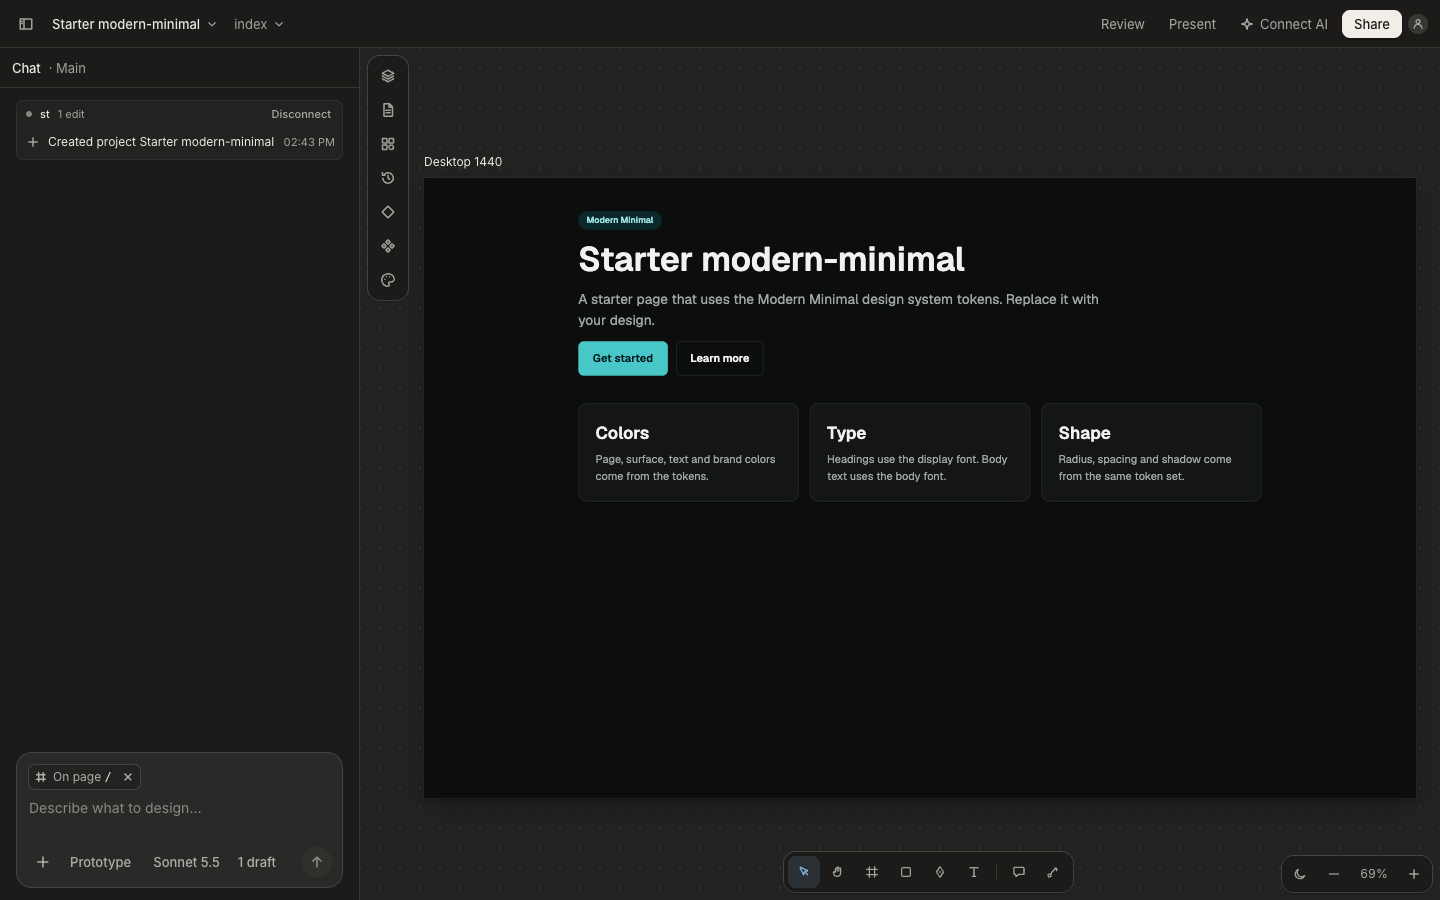 Starter modern-minimal
index
Review
Present
Connect AI
Share
Chat · Main
st 1 edit
Disconnect
Created project Starter modern-minimal 02:43 PM
Desktop 1440
Modern Minimal
Starter modern-minimal
A starter page that uses the Modern Minimal design system tokens. Replace it with
your design.
Get started
Learn more
Colors
Page, surface, text and brand colors
come from the tokens.
Type
Headings use the display font. Body
text uses the body font.
Shape
Radius, spacing and shadow come
from the same token set.
On page /
Describe what to design...
Prototype
Sonnet 5.5
1 draft
69%